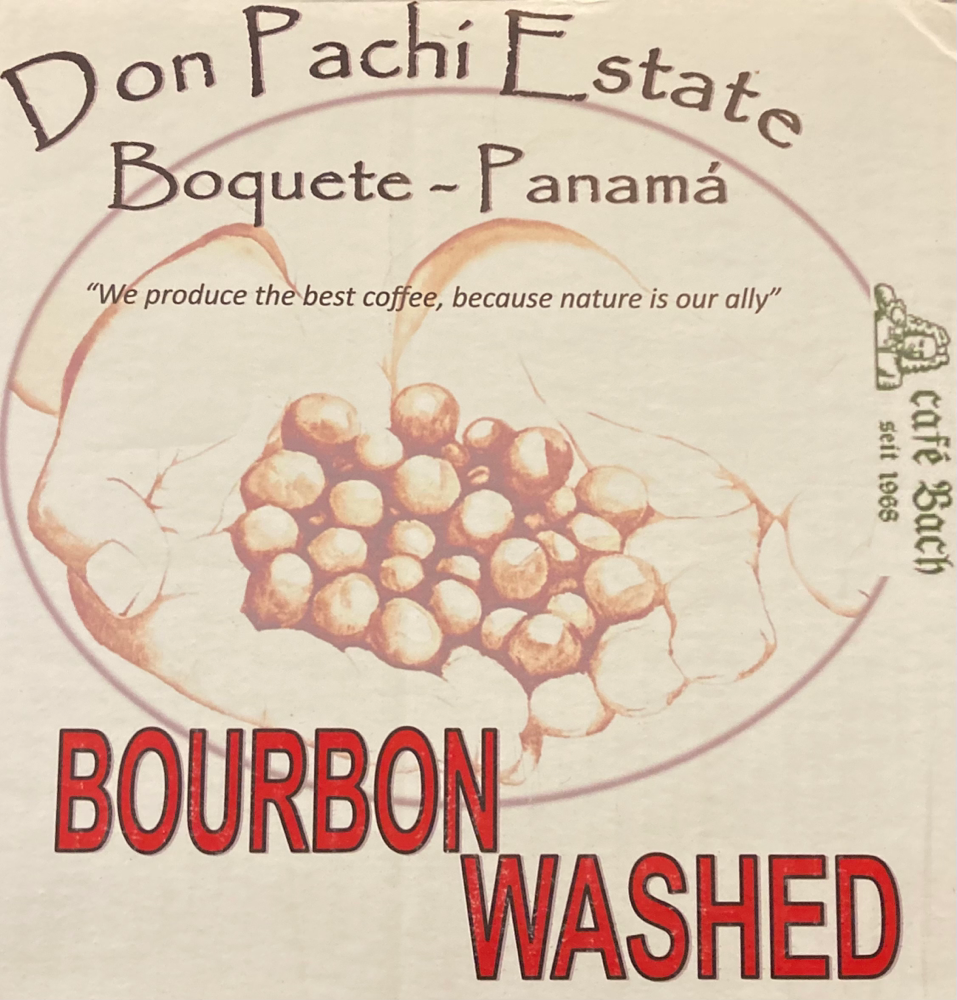 Don Pachí Estate
Boquete - Panamá
“We produce the best coffee, because nature is our ally”
café Bach
seit 1968
BOURBON
WASHED